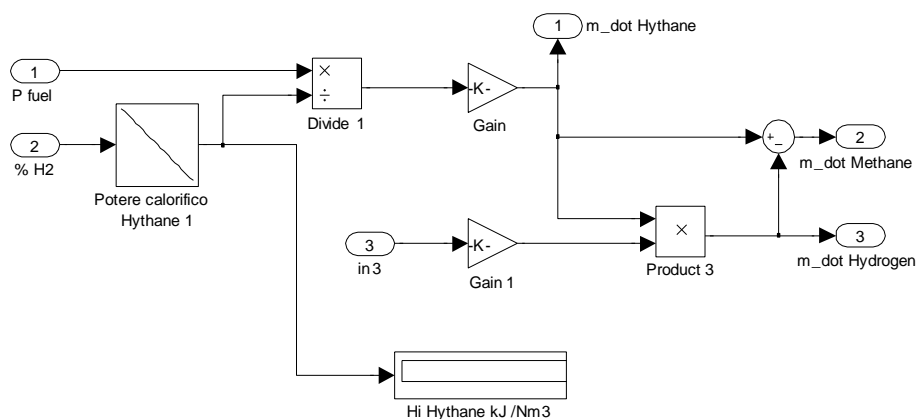 1
m_dot Hythane
1
P fuel
×
÷
Divide 1
-K-
Gain
2
% H2
Potere calorifico
Hythane 1
+
_
2
m_dot Methane
3
in3
-K-
Gain 1
×
Product 3
3
m_dot Hydrogen
Hi Hythane kJ /Nm3